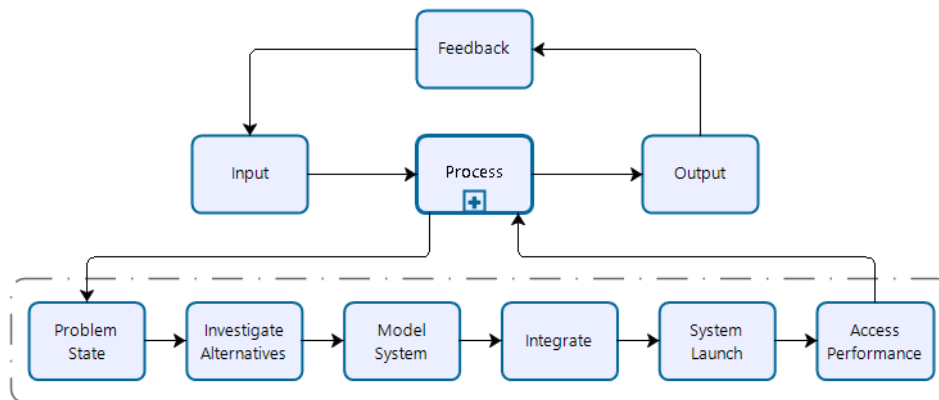 Feedback
Input
Process
Output
Problem
State
Investigate
Alternatives
Model
System
Integrate
System
Launch
Access
Performance